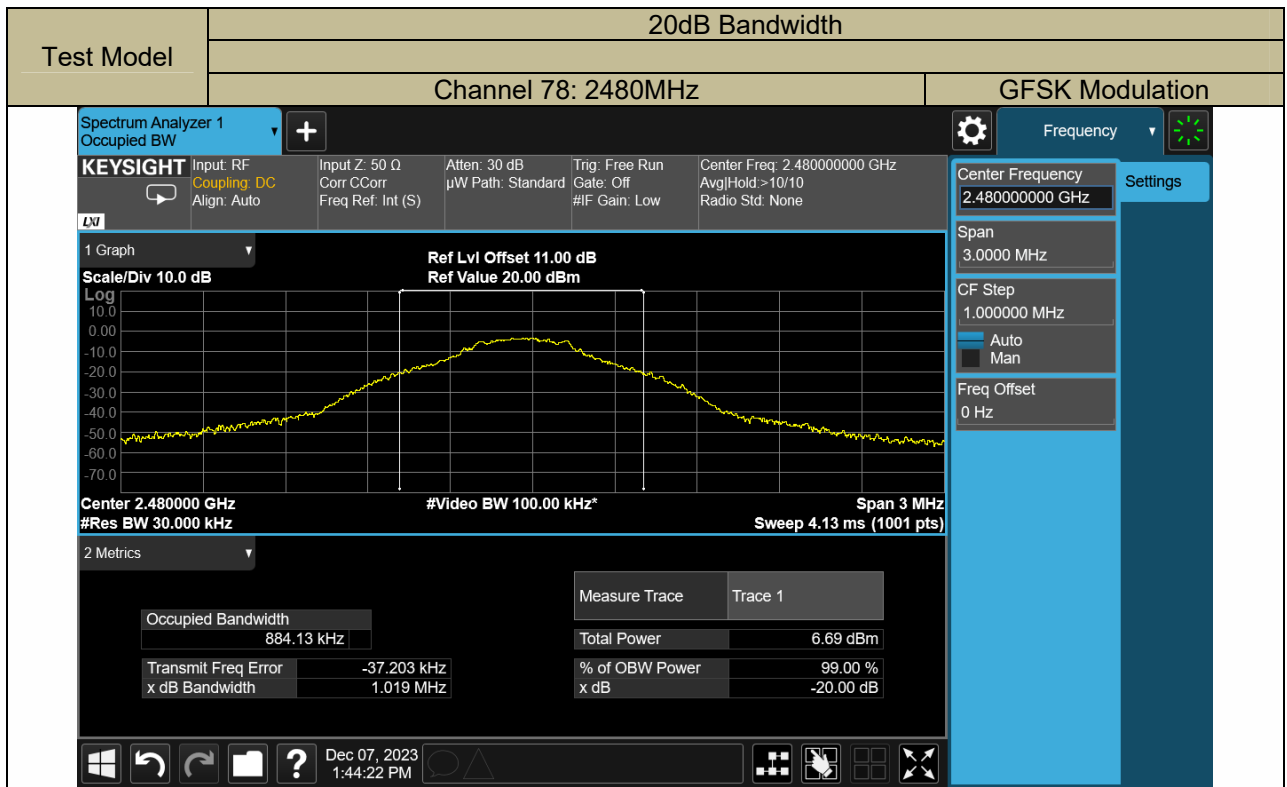 20dB Bandwidth
Test Model
Channel 78: 2480MHz
GFSK Modulation
Spectrum Analyzer 1
Occupied BW
Frequency
KEYSIGHT
LXI
Input: RF
Coupling: DC
Align: Auto
Input Z: 50 Ω
Corr CCorr
Freq Ref: Int (S)
Atten: 30 dB
µW Path: Standard
Trig: Free Run
Gate: Off
#IF Gain: Low
Center Freq: 2.480000000 GHz
Avg|Hold:>10/10
Radio Std: None
Center Frequency
2.480000000 GHz
Settings
Span
3.0000 MHz
CF Step
1.000000 MHz
Auto
Man
Freq Offset
0 Hz
1 Graph
Scale/Div 10.0 dB
Ref Lvl Offset 11.00 dB
Ref Value 20.00 dBm
Log
10.0
0.00
-10.0
-20.0
-30.0
-40.0
-50.0
-60.0
-70.0
Center 2.480000 GHz
#Res BW 30.000 kHz
#Video BW 100.00 kHz*
Span 3 MHz
Sweep 4.13 ms (1001 pts)
2 Metrics
Measure Trace Trace 1
Occupied Bandwidth
884.13 kHz
Total Power 6.69 dBm
Transmit Freq Error -37.203 kHz
% of OBW Power 99.00 %
x dB Bandwidth 1.019 MHz
x dB -20.00 dB
?
Dec 07, 2023
1:44:22 PM